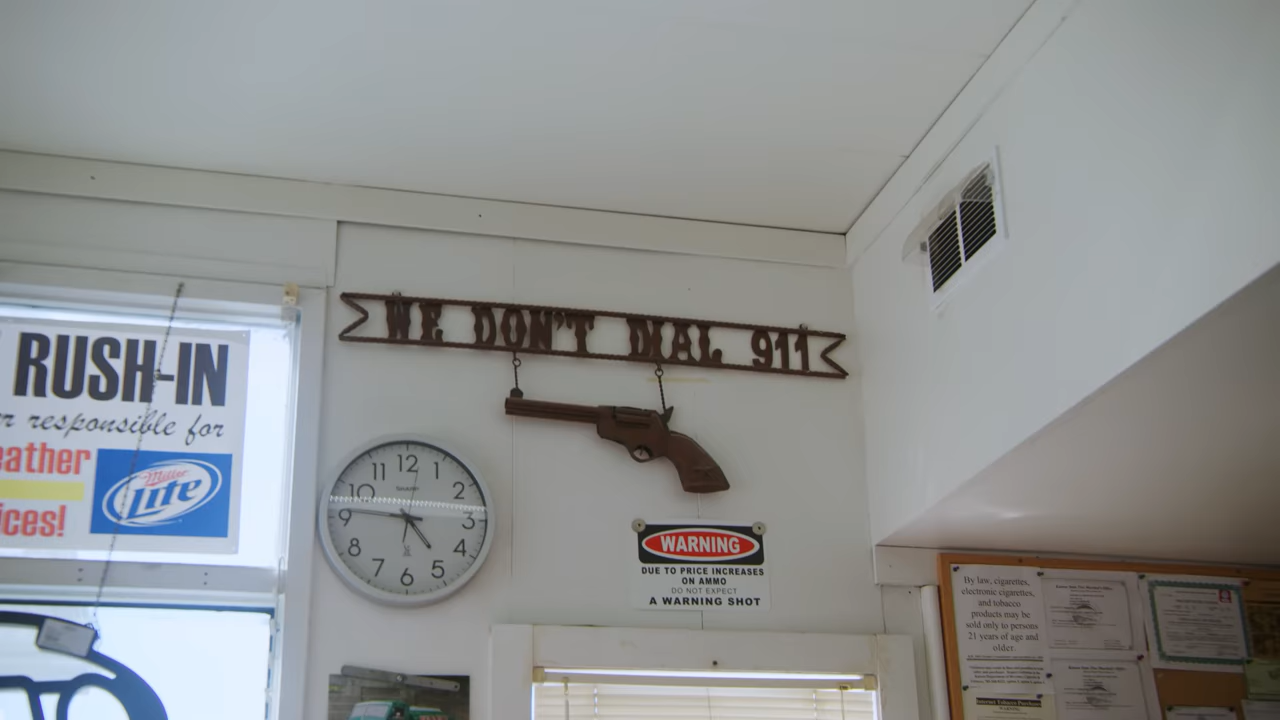 WE DON'T DIAL 911
RUSH-IN
r responsible for
eather
ices!
Miller
Lite
12
1
2
3
4
5
6
7
8
9
10
11
WARNING
DUE TO PRICE INCREASES
ON AMMO
DO NOT EXPECT
A WARNING SHOT
By law, cigarettes,
electronic cigarettes,
and tobacco
products may be
sold only to persons
21 years of age and
older.
WARNING